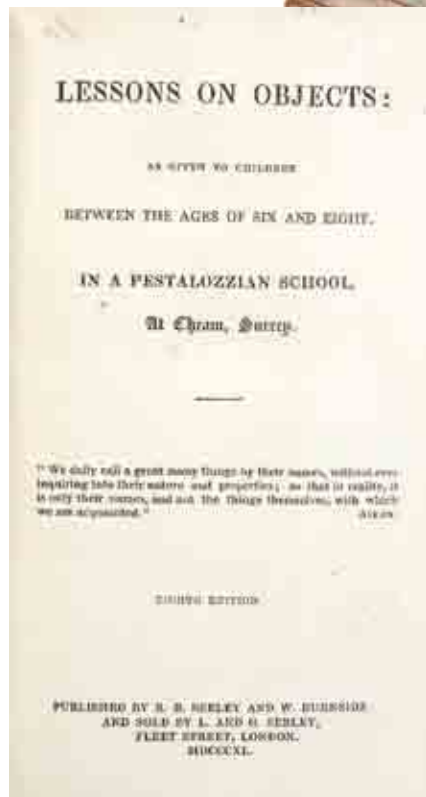 LESSONS ON OBJECTS:
AS GIVEN TO CHILDREN
BETWEEN THE AGES OF SIX AND EIGHT,
IN A PESTALOZZIAN SCHOOL,
At Cheam, Surrey.
" We daily call a great many things by their names, without ever
inquiring into their nature and properties; so that in reality, it
is only their names, and not the things themselves, with which
we are acquainted."
AIKEN.
EIGHTH EDITION
PUBLISHED BY R. B. SEELEY AND W. BURNSIDE
AND SOLD BY L. AND G. SEELEY,
FLEET STREET, LONDON.
MDCCCXL.